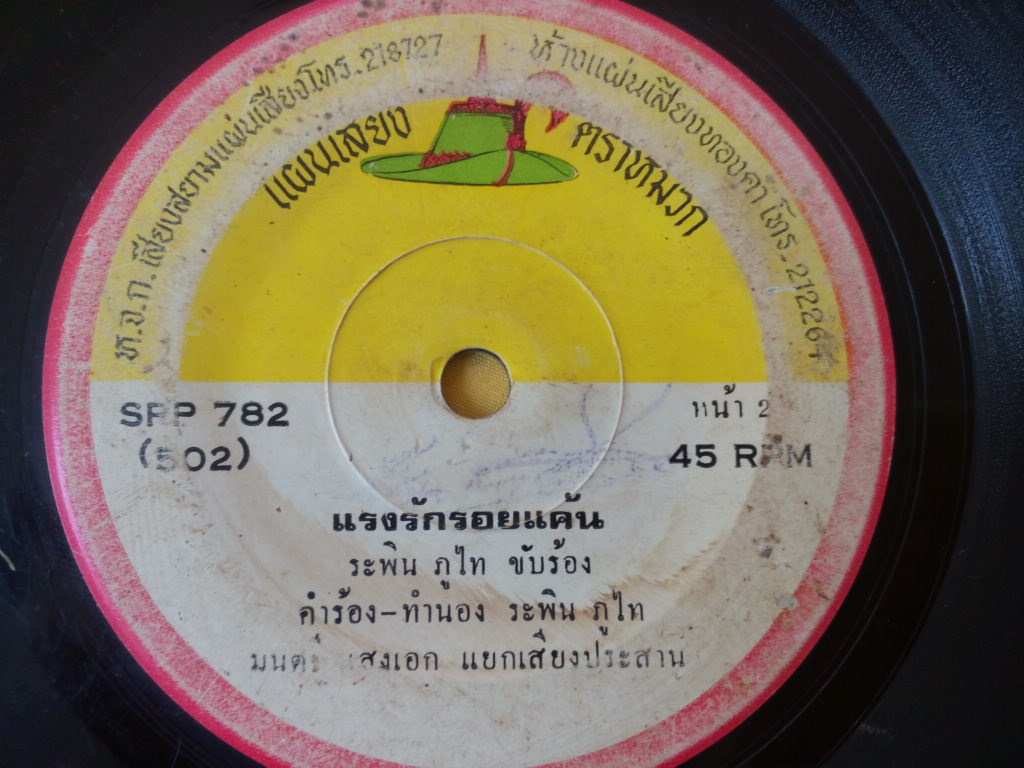 ห.จ.ก. เสียงสยามแผ่นเสียงโทร. 218727
ห้างแผ่นเสียงทองคำ โทร. 212264
แผ่นเสียง
ตราหมวก
SPP 782
(502)
หน้า 2
45 RPM
แรงรักรอยแค้น
ระพิน ภูไท ขับร้อง
คำร้อง-ทำนอง ระพิน ภูไท
แสงเอก แยกเสียงประสาน